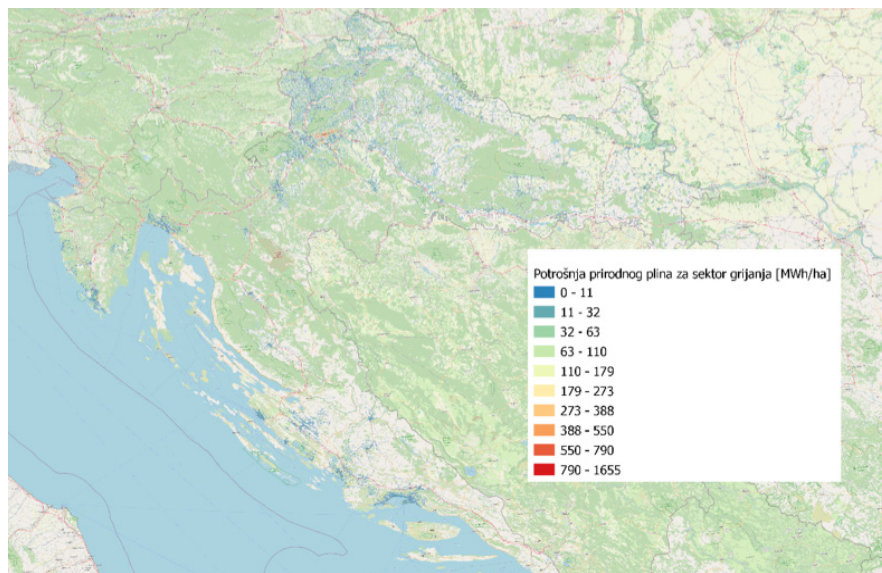 Potrošnja prirodnog plina za sektor grijanja [MWh/ha]
0 - 11
11 - 32
32 - 63
63 - 110
110 - 179
179 - 273
273 - 388
388 - 550
550 - 790
790 - 1655